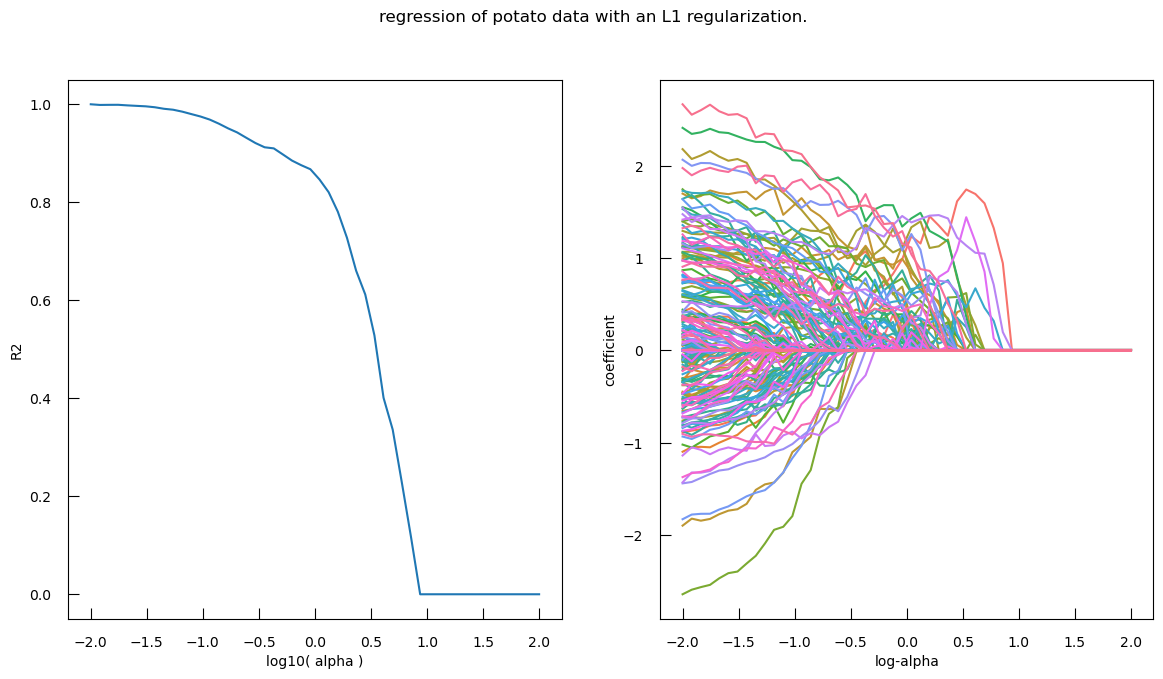 regression of potato data with an L1 regularization.
R2
1.0
0.8
0.6
0.4
0.2
0.0
−2.0 −1.5 −1.0 −0.5 0.0 0.5 1.0 1.5 2.0
log10( alpha )
coefficient
2
1
0
−1
−2
−2.0 −1.5 −1.0 −0.5 0.0 0.5 1.0 1.5 2.0
log-alpha